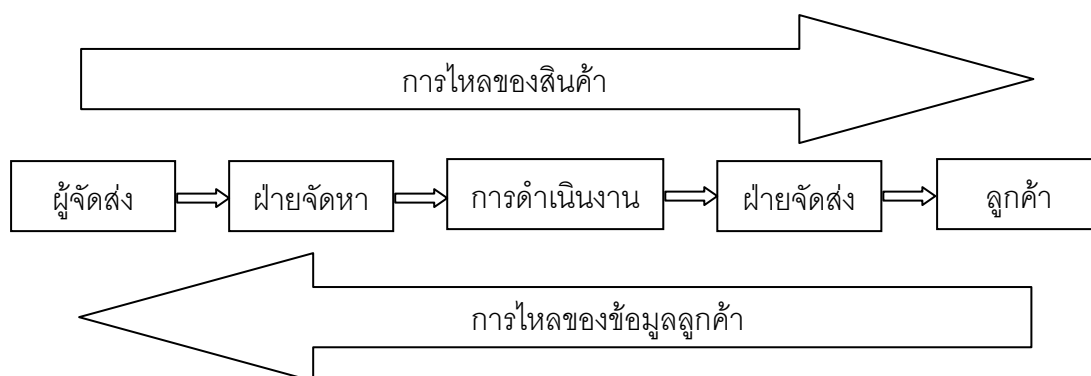 การไหลของสินค้า
ผู้จัดส่ง ฝ่ายจัดหา การดำเนินงาน ฝ่ายจัดส่ง ลูกค้า
การไหลของข้อมูลลูกค้า